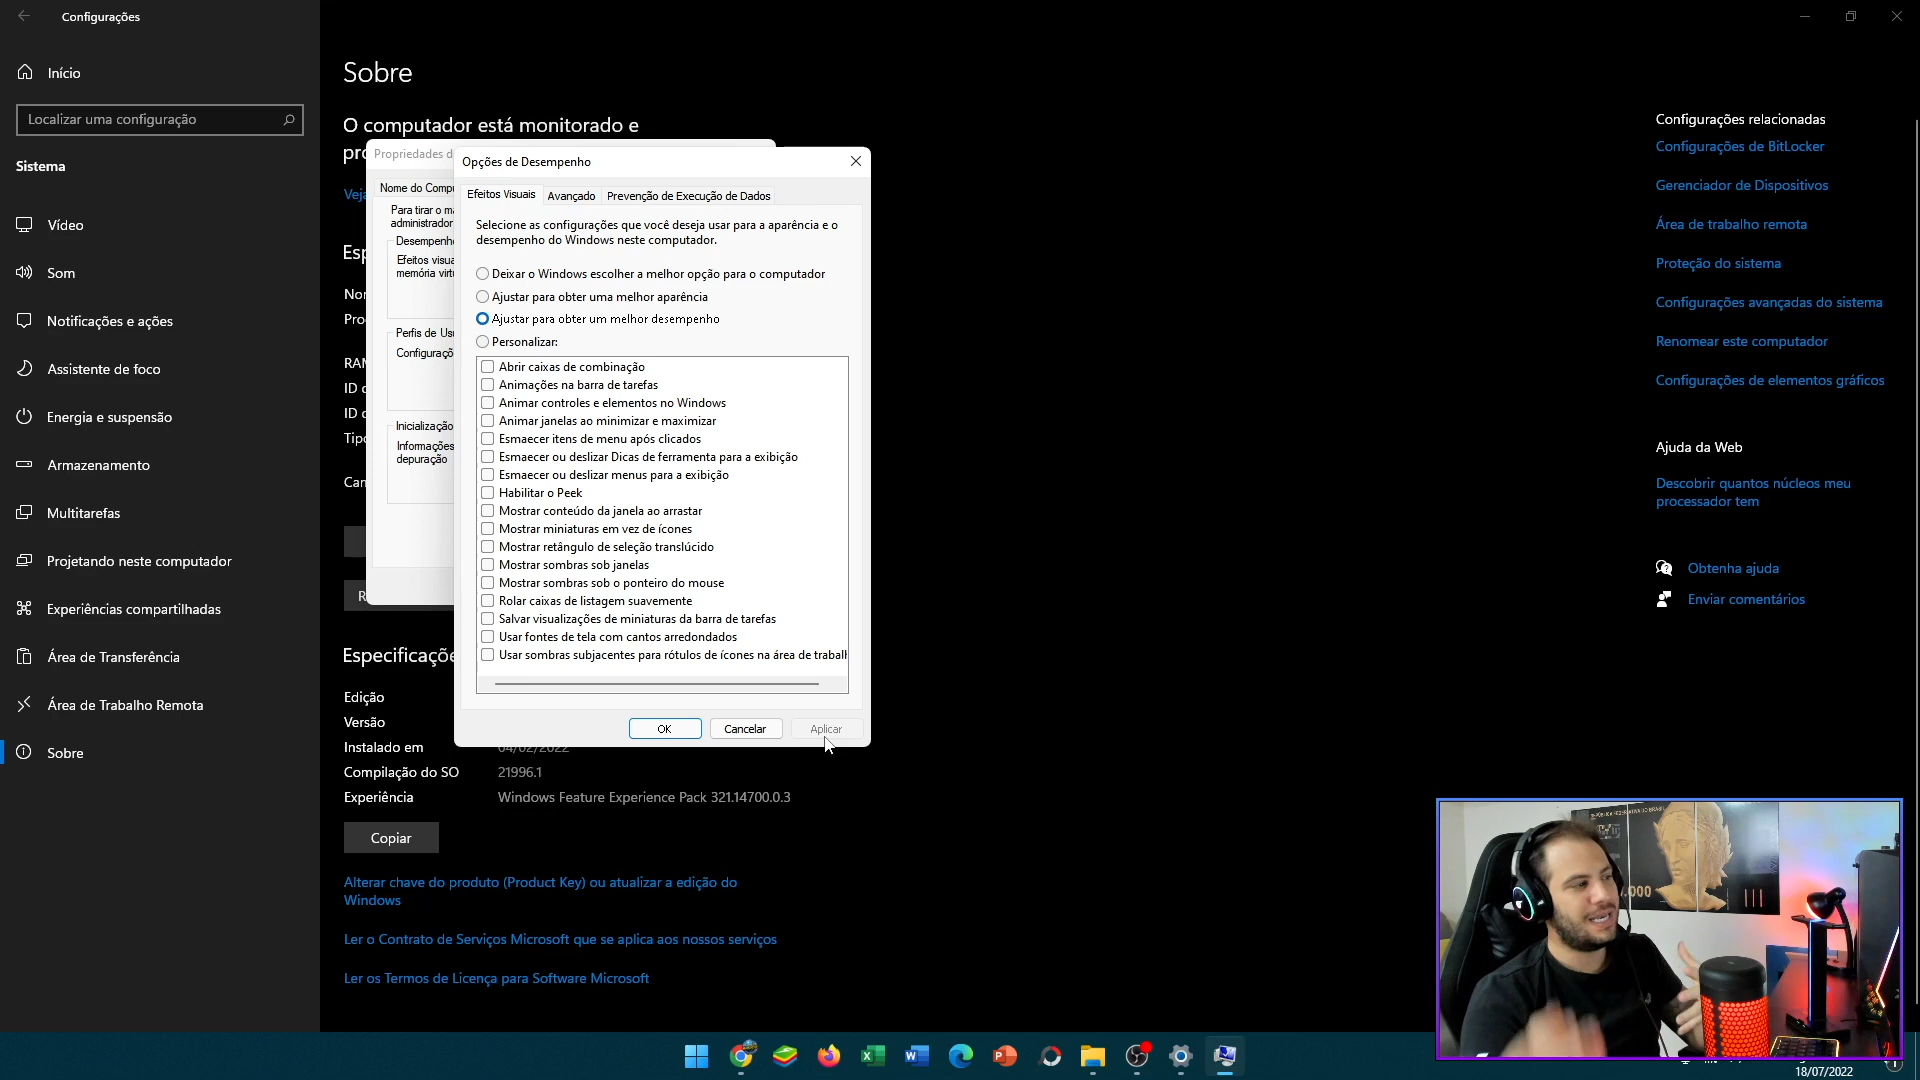 Configurações
Início
Localizar uma configuração
Sistema
Vídeo
Som
Notificações e ações
Assistente de foco
Energia e suspensão
Armazenamento
Multitarefas
Projetando neste computador
Experiências compartilhadas
Área de Transferência
Área de Trabalho Remota
Sobre
Sobre
O computador está monitorado e
Propriedades d
Nome do Compu
Para tirar o m
administrador
Desempenho
Efeitos visua
memória virtu
Perfis de Us
Configuraçõ
Inicialização
Informações
depuração
Opções de Desempenho
Efeitos Visuais
Avançado
Prevenção de Execução de Dados
Selecione as configurações que você deseja usar para a aparência e o
desempenho do Windows neste computador.
Deixar o Windows escolher a melhor opção para o computador
Ajustar para obter uma melhor aparência
Ajustar para obter um melhor desempenho
Personalizar:
Abrir caixas de combinação
Animações na barra de tarefas
Animar controles e elementos no Windows
Animar janelas ao minimizar e maximizar
Esmaecer itens de menu após clicados
Esmaecer ou deslizar Dicas de ferramenta para a exibição
Esmaecer ou deslizar menus para a exibição
Habilitar o Peek
Mostrar conteúdo da janela ao arrastar
Mostrar miniaturas em vez de ícones
Mostrar retângulo de seleção translúcido
Mostrar sombras sob janelas
Mostrar sombras sob o ponteiro do mouse
Rolar caixas de listagem suavemente
Salvar visualizações de miniaturas da barra de tarefas
Usar fontes de tela com cantos arredondados
Usar sombras subjacentes para rótulos de ícones na área de trabalh
OK
Cancelar
Aplicar
Especificaçõe
Edição
Versão
Instalado em 04/02/2022
Compilação do SO 21996.1
Experiência Windows Feature Experience Pack 321.14700.0.3
Copiar
Alterar chave do produto (Product Key) ou atualizar a edição do
Windows
Ler o Contrato de Serviços Microsoft que se aplica aos nossos serviços
Ler os Termos de Licença para Software Microsoft
Configurações relacionadas
Configurações de BitLocker
Gerenciador de Dispositivos
Área de trabalho remota
Proteção do sistema
Configurações avançadas do sistema
Renomear este computador
Configurações de elementos gráficos
Ajuda da Web
Descobrir quantos núcleos meu
processador tem
Obtenha ajuda
Enviar comentários
18/07/2022